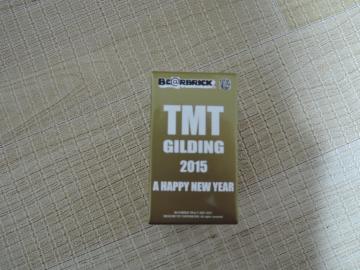 BE@RBRICK
TMT
GILDING
2015
A HAPPY NEW YEAR